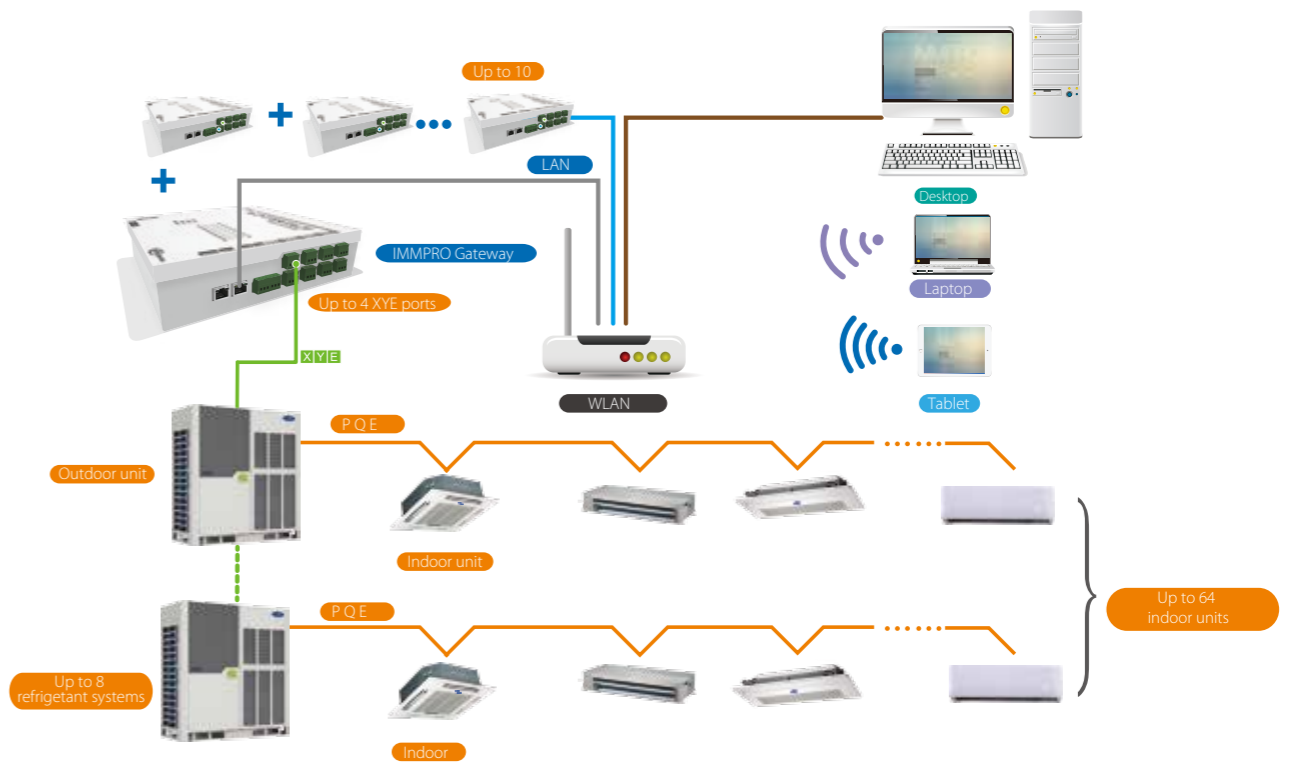 Up to 10
LAN
Desktop
IMMPRO Gateway
Laptop
Up to 4 XYE ports
X Y E
WLAN
Tablet
P Q E
Outdoor unit
Indoor unit
Up to 64
indoor units
P Q E
Up to 8
refrigetant systems
Indoor